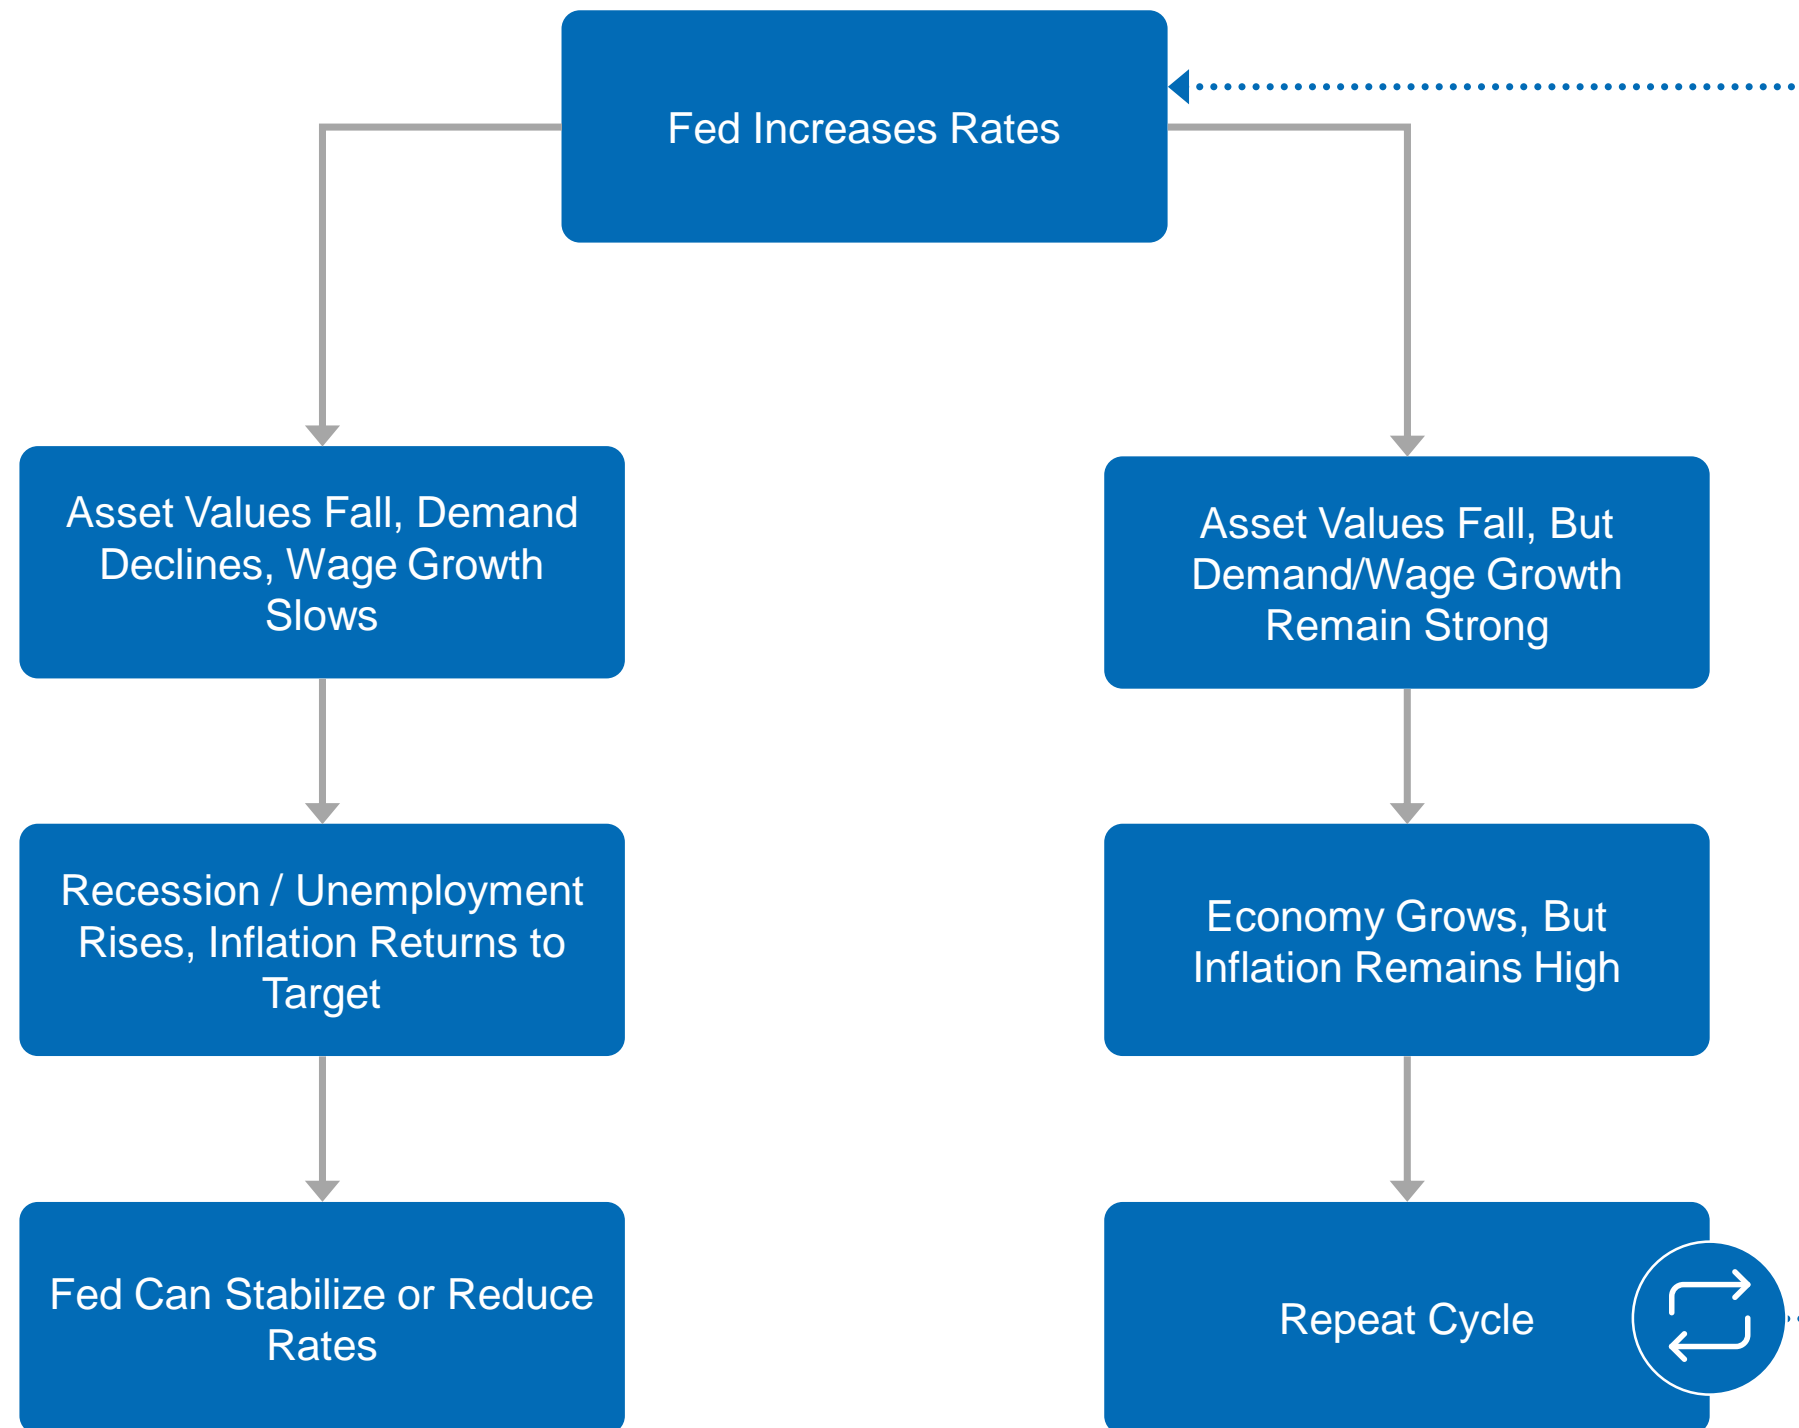 Fed Increases Rates
Asset Values Fall, Demand
Declines, Wage Growth
Slows
Asset Values Fall, But
Demand/Wage Growth
Remain Strong
Recession / Unemployment
Rises, Inflation Returns to
Target
Economy Grows, But
Inflation Remains High
Fed Can Stabilize or Reduce
Rates
Repeat Cycle